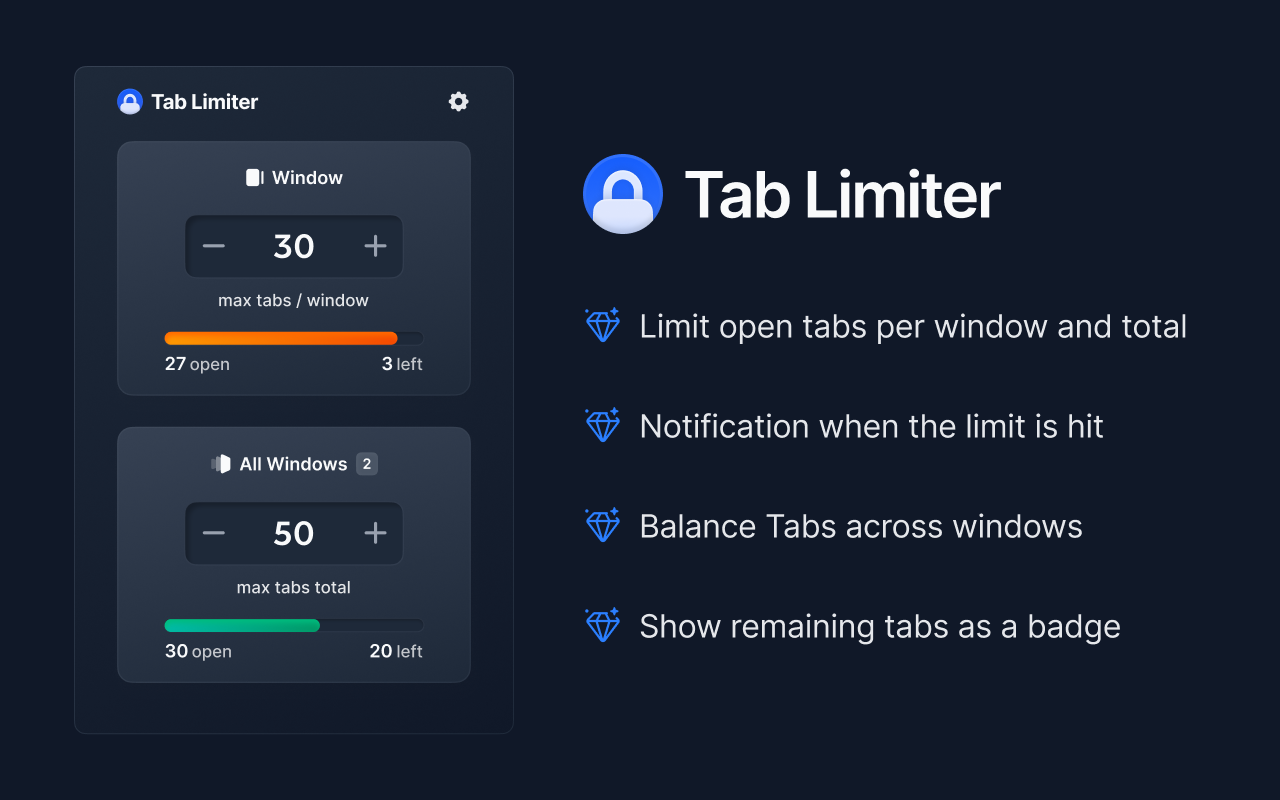 Tab Limiter
Window
30
max tabs / window
27 open
3 left
All Windows 2
50
max tabs total
30 open
20 left
Tab Limiter
Limit open tabs per window and total
Notification when the limit is hit
Balance Tabs across windows
Show remaining tabs as a badge